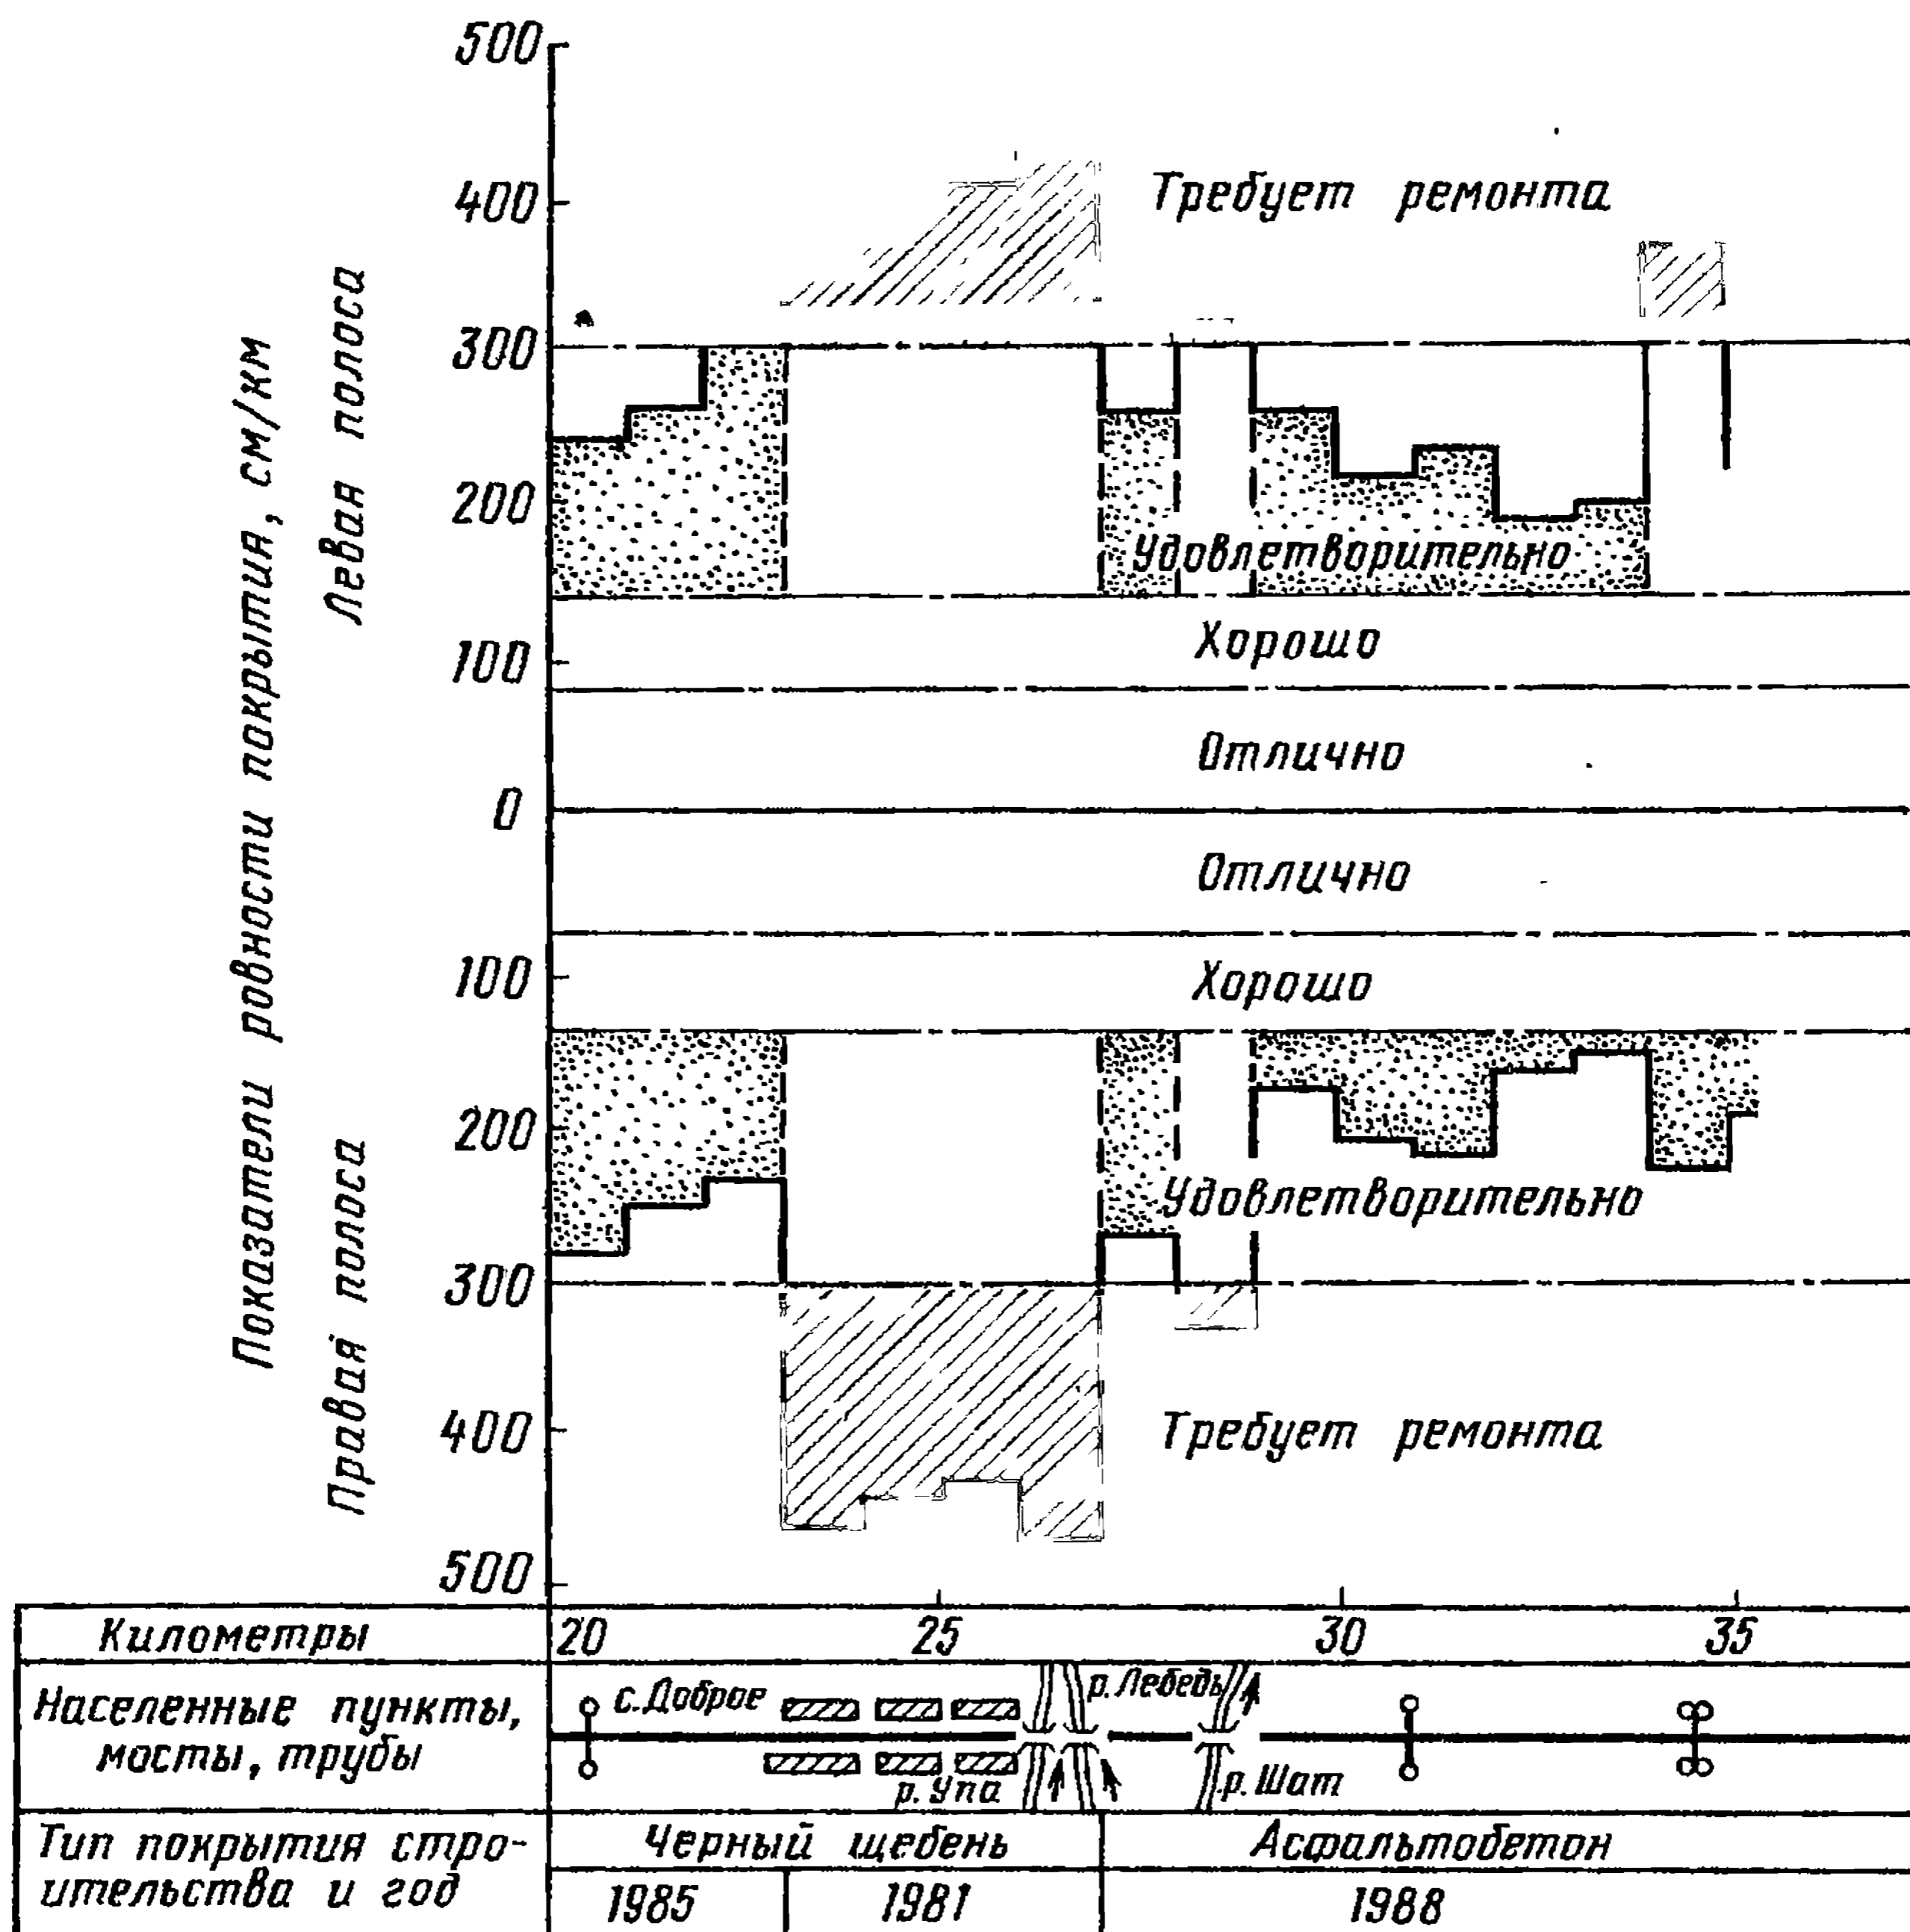 Показатели ровности покрытия, см/км
Левая полоса
Правая полоса
500
400
300
200
100
0
100
200
300
400
500
Требует ремонта
Удовлетворительно
Хорошо
Отлично
Отлично
Хорошо
Удовлетворительно
Требует ремонта
Километры
20 25 30 35
Населенные пункты,
мосты, трубы
с. Доброе
р. Лебедь
р. Упа
р. Шат
Тип покрытия стро-
ительства и год
Черный щебень
Асфальтобетон
1985 1981 1988